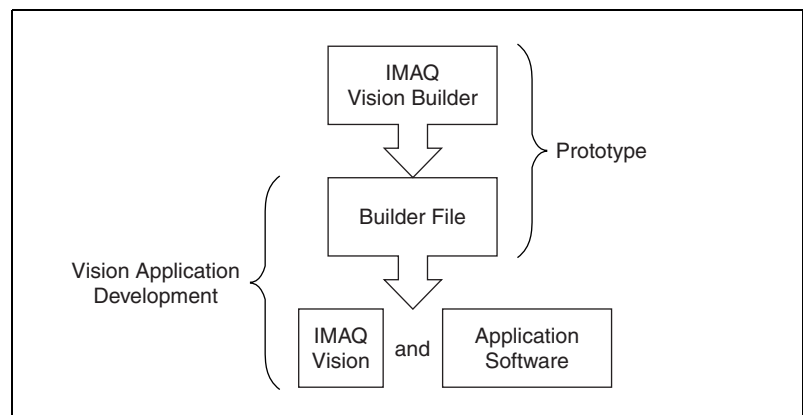 IMAQ
Vision Builder
Prototype
Builder File
Vision Application
Development
IMAQ
Vision
and
Application
Software